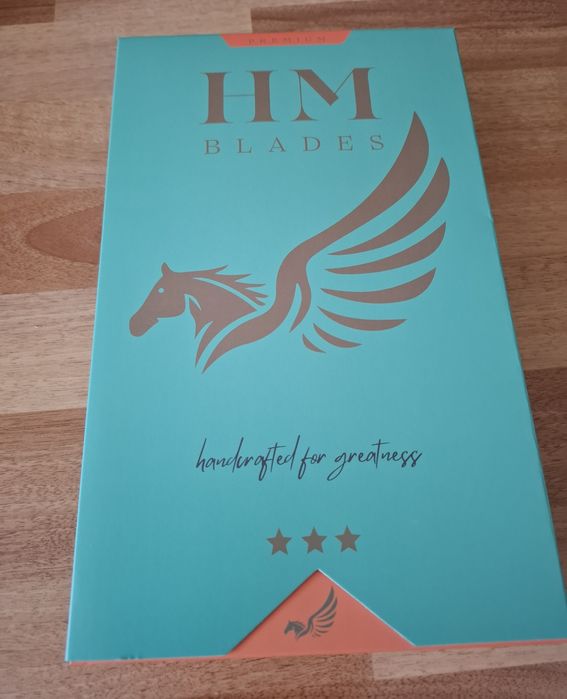 PREMIUM
HM
BLADES
handcrafted for greatness